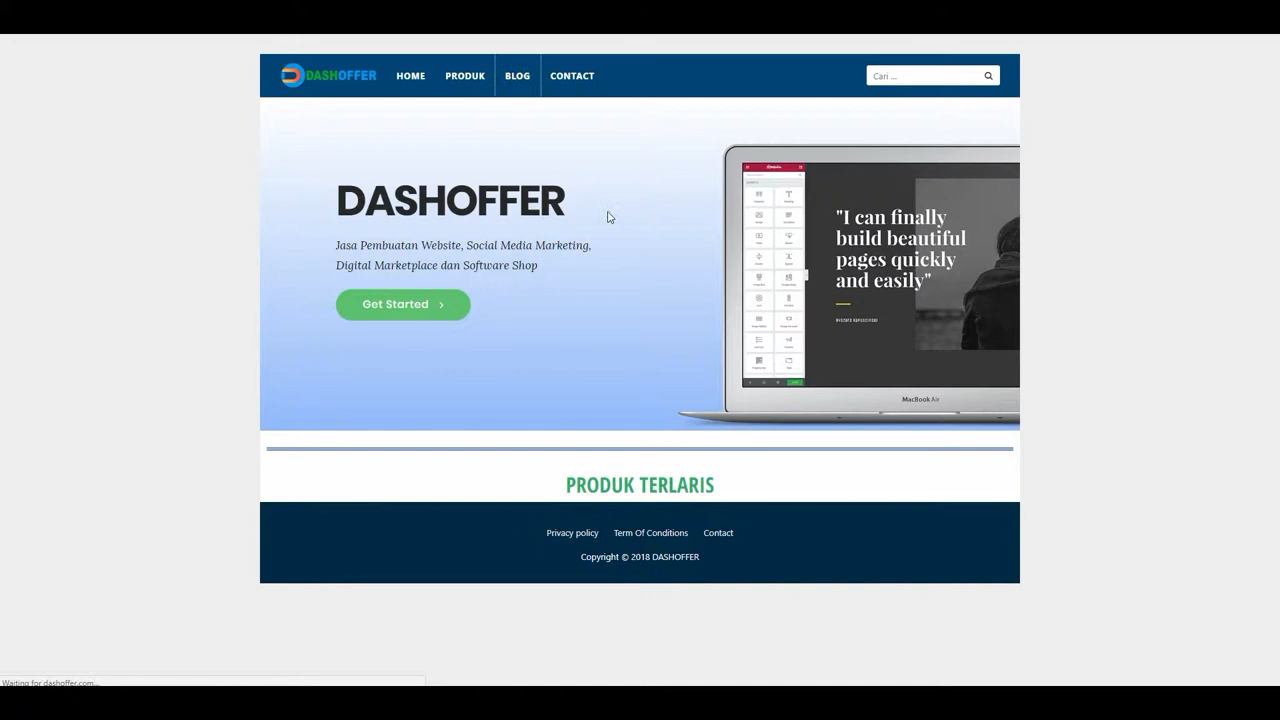 DASHOFFER
HOME
PRODUK
BLOG
CONTACT
Cari ...
DASHOFFER
Jasa Pembuatan Website, Social Media Marketing,
Digital Marketplace dan Software Shop
Get Started
"I can finally
build beautiful
pages quickly
and easily"
MacBook Air
PRODUK TERLARIS
Privacy policy
Term Of Conditions
Contact
Copyright © 2018 DASHOFFER
Waiting for dashoffer.com...